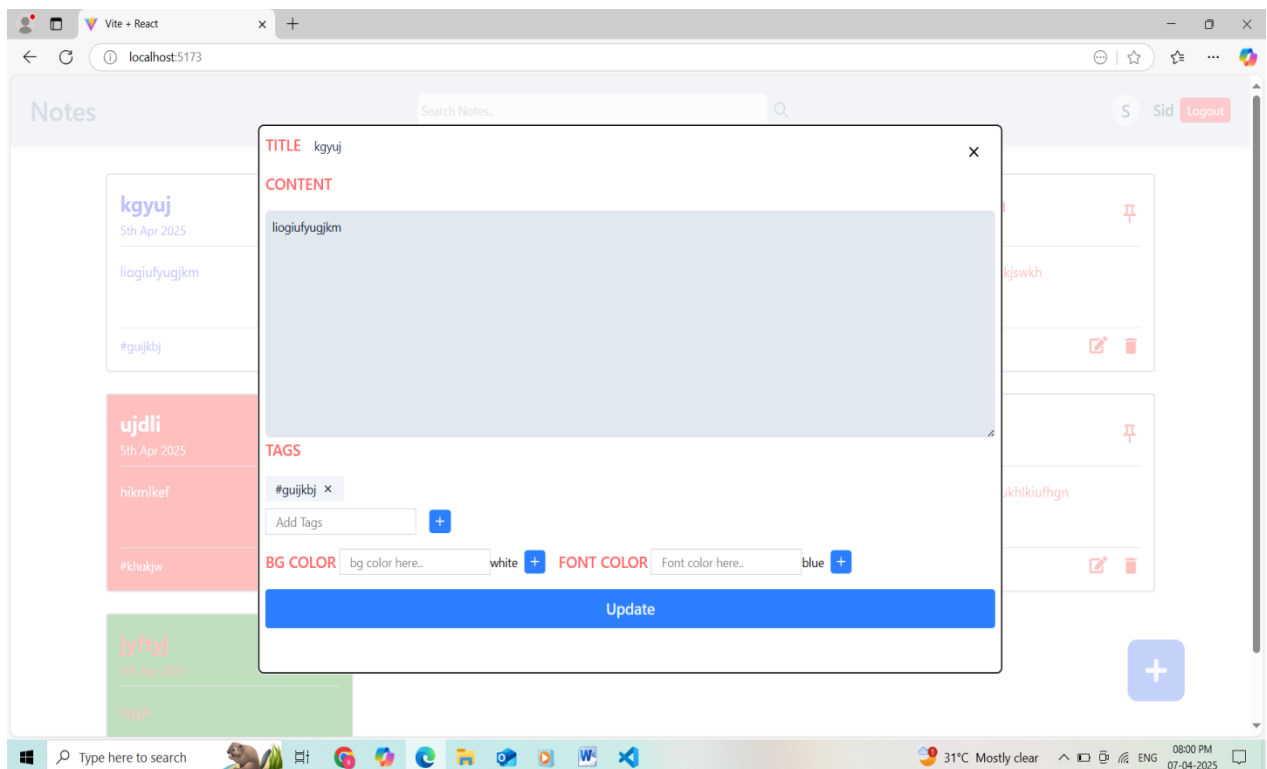 Vite + React
localhost:5173
Notes
Search Notes..
S Sid Logout
TITLE kgyuj
CONTENT
liogiufyugjkm
TAGS
#guijkbj ×
Add Tags +
BG COLOR bg color here.. white + FONT COLOR Font color here.. blue +
Update
kgyuj
5th Apr 2025
liogiufyugjkm
#guijkbj
kjswkh
ujdli
5th Apr 2025
hikmlkef
#khukjw
ukhlkiufhgn
jyftyj
Type here to search
31°C Mostly clear
ENG
08:00 PM
07-04-2025